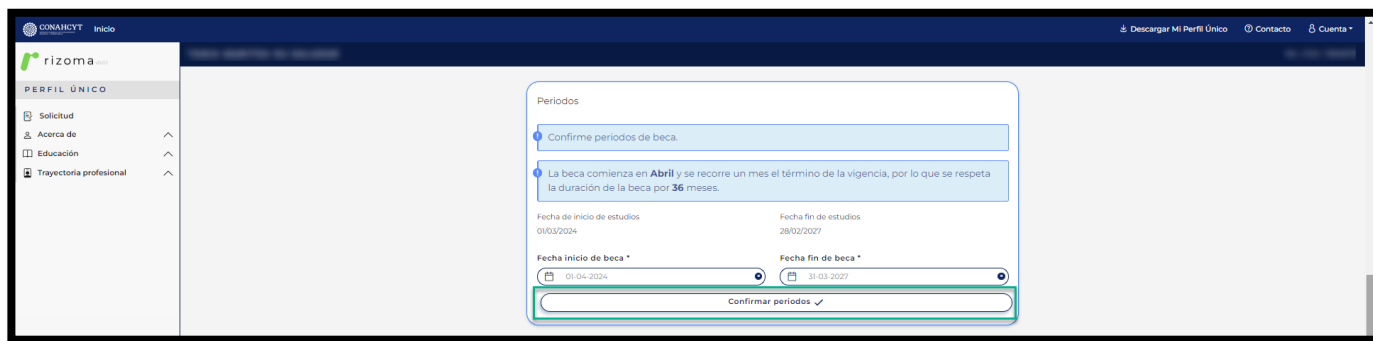 CONAHCYT
Inicio
Descargar Mi Perfil Único
Contacto
Cuenta
rizoma
PERFIL ÚNICO
Solicitud
Acerca de
Educación
Trayectoria profesional
Periodos
Confirme periodos de beca.
La beca comienza en Abril y se recorre un mes el término de la vigencia, por lo que se respeta
la duración de la beca por 36 meses.
Fecha de inicio de estudios
Fecha fin de estudios
01/03/2024
28/02/2027
Fecha inicio de beca *
Fecha fin de beca *
01-04-2024
31-03-2027
Confirmar periodos